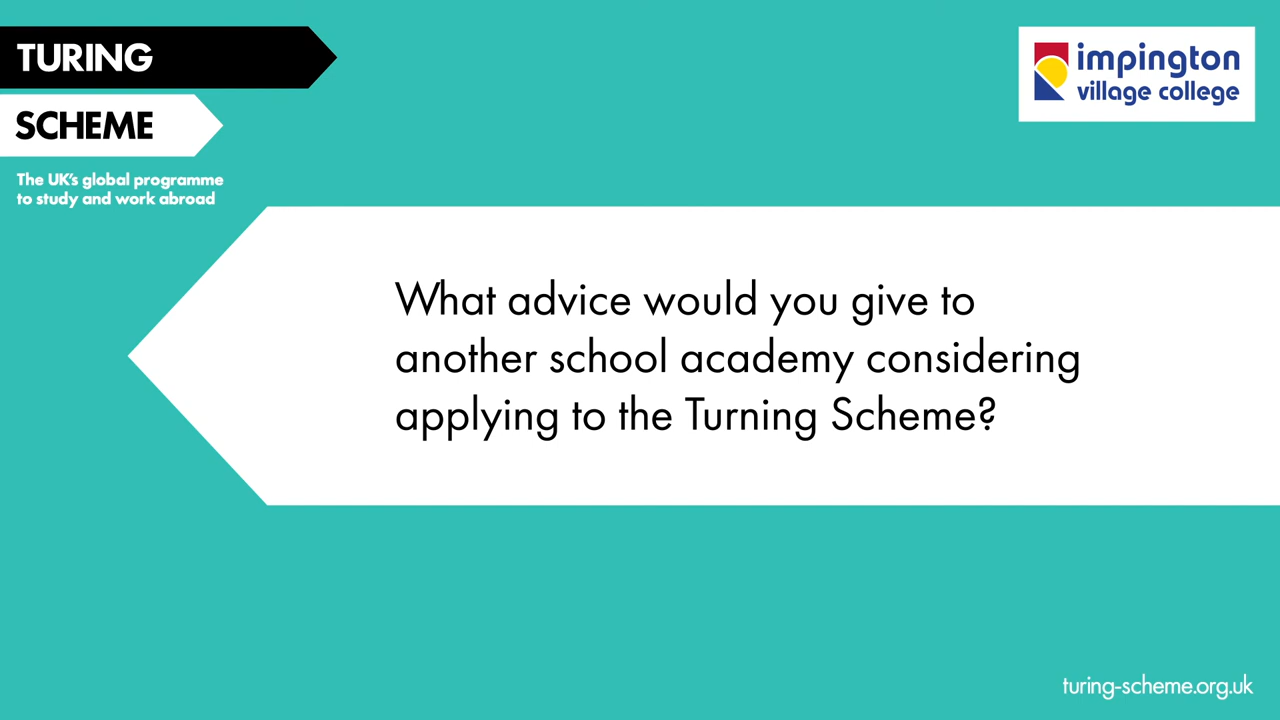 TURING
SCHEME
The UK's global programme
to study and work abroad
impington
village college
What advice would you give to
another school academy considering
applying to the Turning Scheme?
turing-scheme.org.uk